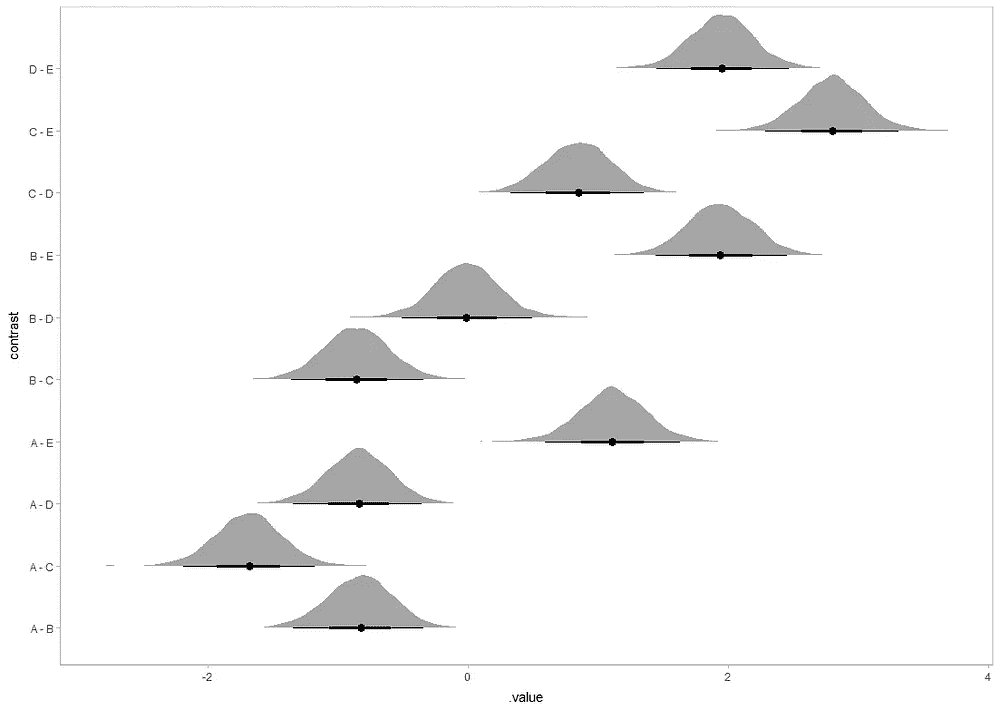 D - E
C - E
C - D
B - E
B - D
B - C
A - E
A - D
A - C
A - B
contrast
-2
0
2
4
.value